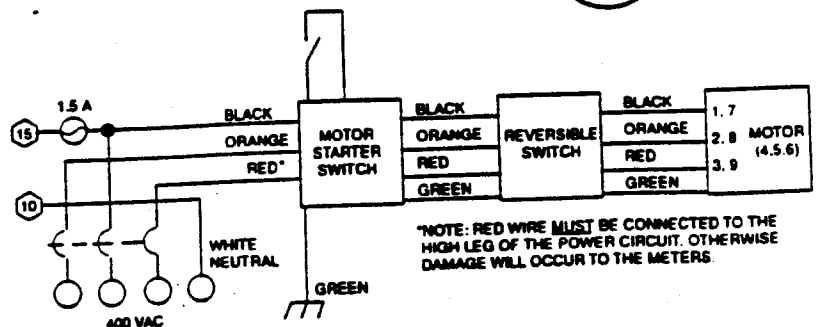 1.5 A
15
BLACK
ORANGE
RED*
MOTOR
STARTER
SWITCH
BLACK
ORANGE
RED
GREEN
REVERSIBLE
SWITCH
BLACK
ORANGE
RED
GREEN
1. 7
2. 8
3. 9
MOTOR
(4.5.6)
10
WHITE
NEUTRAL
GREEN
400 VAC
*NOTE: RED WIRE MUST BE CONNECTED TO THE
HIGH LEG OF THE POWER CIRCUIT. OTHERWISE
DAMAGE WILL OCCUR TO THE METERS.